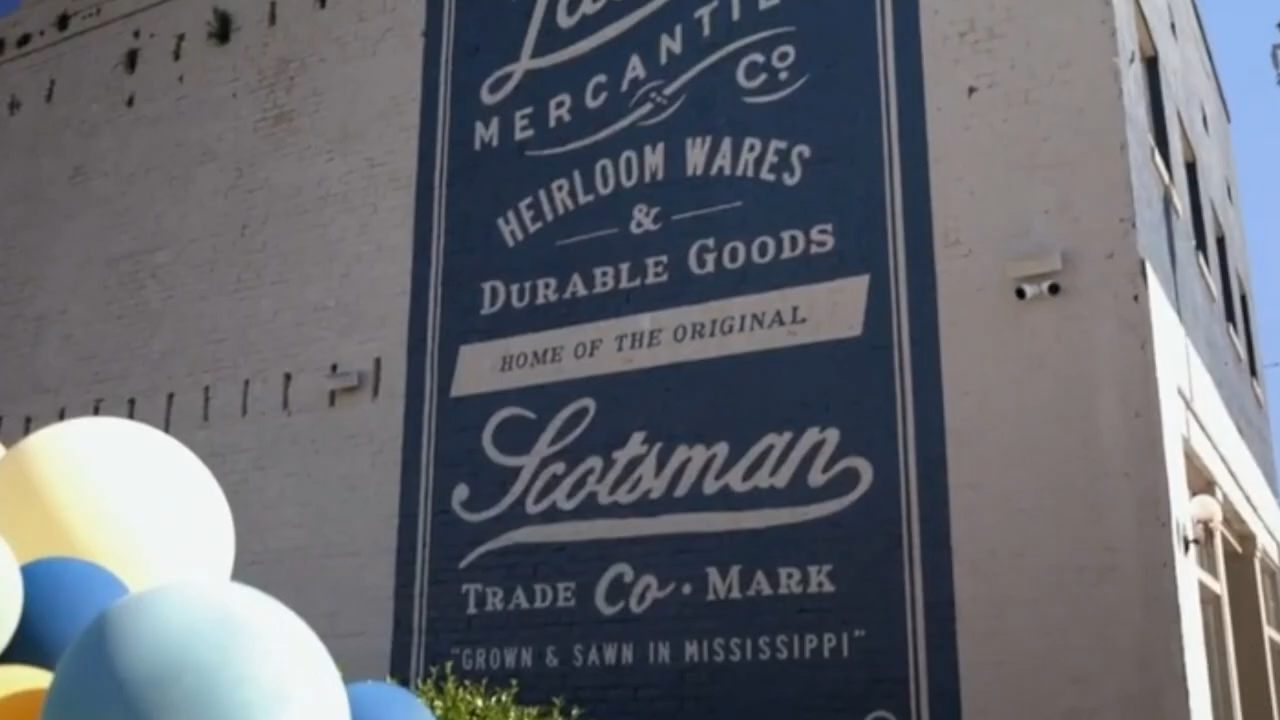 MERCANTILE
Co
HEIRLOOM WARES
&
DURABLE GOODS
HOME OF THE ORIGINAL
Scotsman
TRADE Co· MARK
"GROWN & SAWN IN MISSISSIPPI"